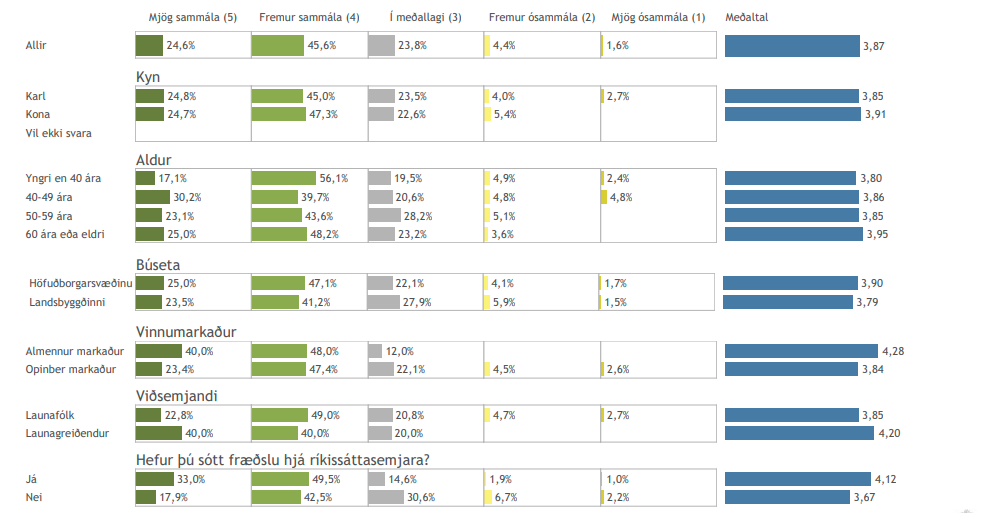 Mjög sammála (5) Fremur sammála (4) Í meðallagi (3) Fremur ósammála (2) Mjög ósammála (1) Meðaltal
Allir 24,6% 45,6% 23,8% 4,4% 1,6% 3,87
Kyn
Karl 24,8% 45,0% 23,5% 4,0% 2,7% 3,85
Kona 24,7% 47,3% 22,6% 5,4% 3,91
Vil ekki svara
Aldur
Yngri en 40 ára 17,1% 56,1% 19,5% 4,9% 2,4% 3,80
40-49 ára 30,2% 39,7% 20,6% 4,8% 4,8% 3,86
50-59 ára 23,1% 43,6% 28,2% 5,1% 3,85
60 ára eða eldri 25,0% 48,2% 23,2% 3,6% 3,95
Búseta
Höfuðborgarsvæðinu 25,0% 47,1% 22,1% 4,1% 1,7% 3,90
Landsbyggðinni 23,5% 41,2% 27,9% 5,9% 1,5% 3,79
Vinnumarkaður
Almennur markaður 40,0% 48,0% 12,0% 4,28
Opinber markaður 23,4% 47,4% 22,1% 4,5% 2,6% 3,84
Viðsemjandi
Launafólk 22,8% 49,0% 20,8% 4,7% 2,7% 3,85
Launagreiðendur 40,0% 40,0% 20,0% 4,20
Hefur þú sótt fræðslu hjá ríkissáttasemjara?
Já 33,0% 49,5% 14,6% 1,9% 1,0% 4,12
Nei 17,9% 42,5% 30,6% 6,7% 2,2% 3,67